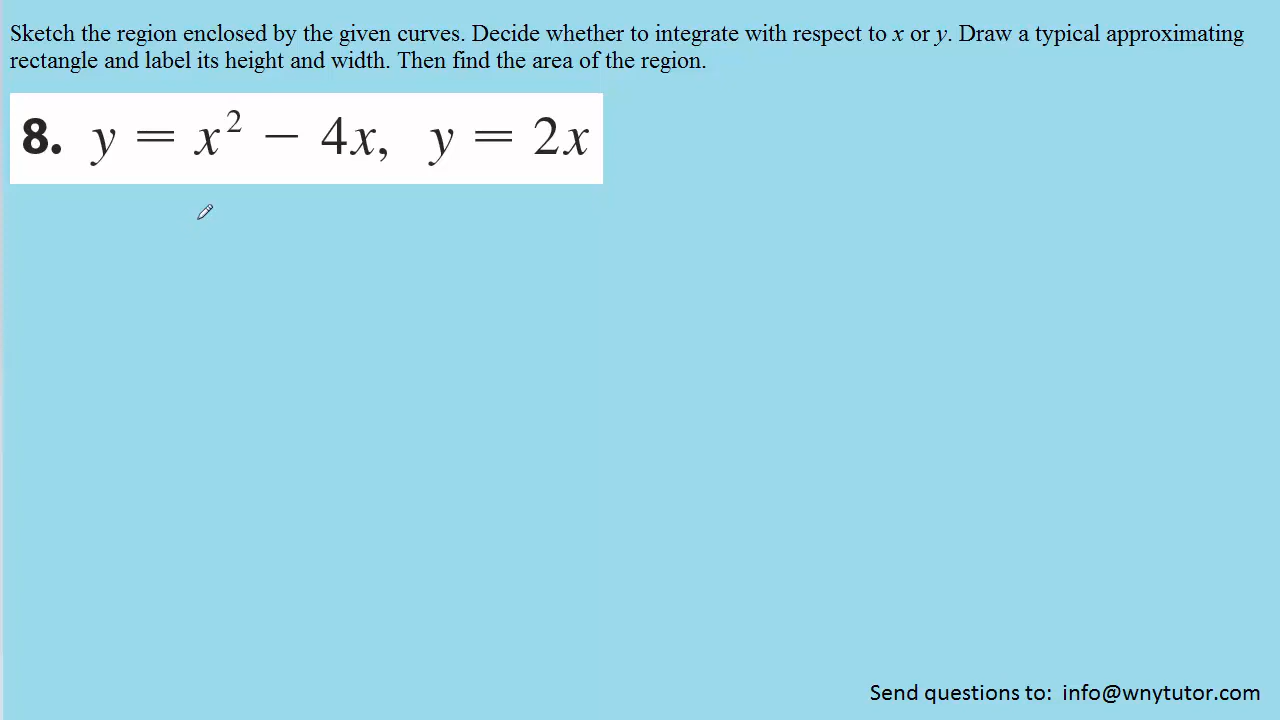 Sketch the region enclosed by the given curves. Decide whether to integrate with respect to x or y. Draw a typical approximating
rectangle and label its height and width. Then find the area of the region.
8. y = x² − 4x, y = 2x
Send questions to: info@wnytutor.com